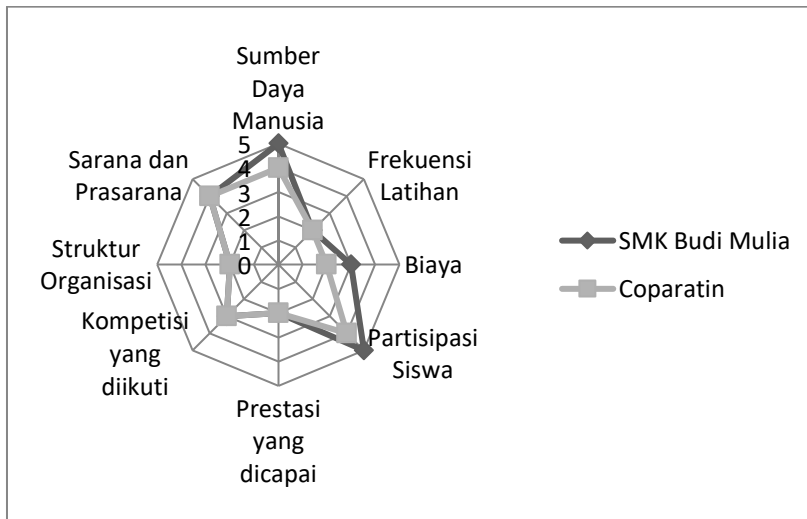 Sumber
Daya
Manusia
Frekuensi
Latihan
Biaya
Partisipasi
Siswa
Prestasi
yang
dicapai
Kompetisi
yang
diikuti
Struktur
Organisasi
Sarana dan
Prasarana
5
4
3
2
1
0
SMK Budi Mulia
Coparatin